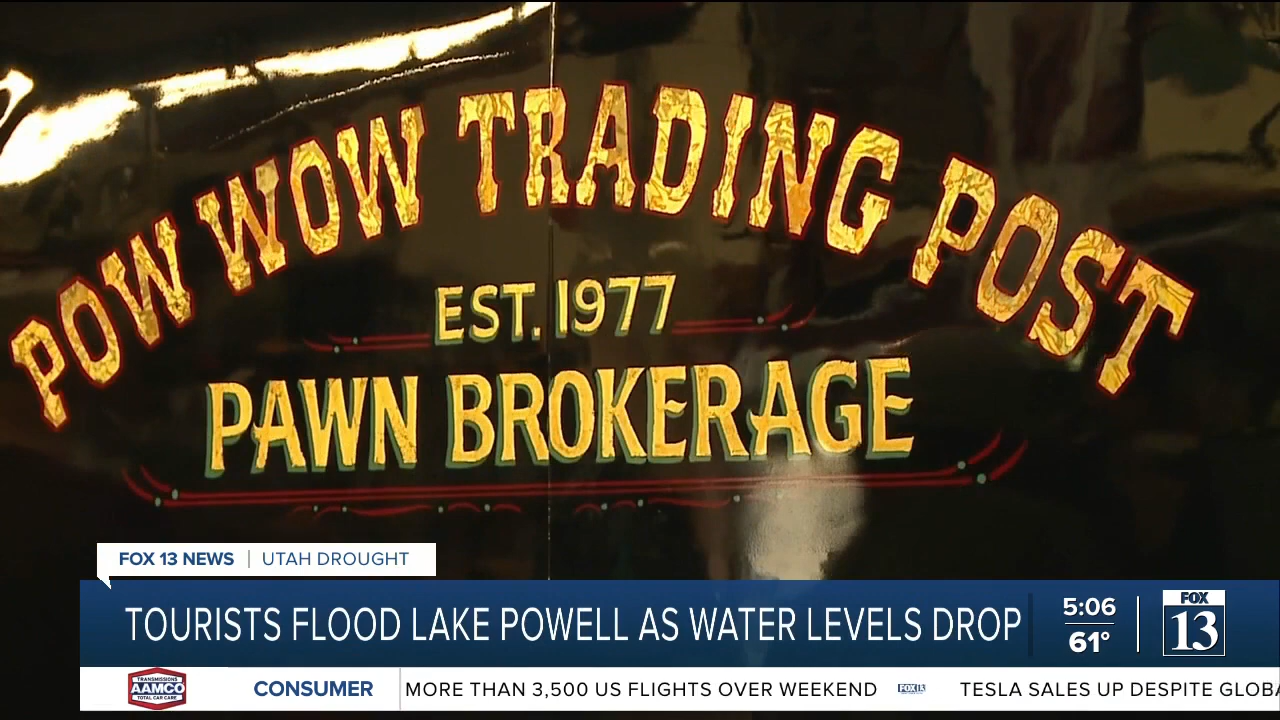 POW WOW TRADING POST
EST. 1977
PAWN BROKERAGE
FOX 13 NEWS | UTAH DROUGHT
TOURISTS FLOOD LAKE POWELL AS WATER LEVELS DROP
5:06
61°
FOX
13
TRANSMISSIONS
AAMCO
TOTAL CAR CARE
CONSUMER
MORE THAN 3,500 US FLIGHTS OVER WEEKEND
FOX13
TESLA SALES UP DESPITE GLOBA